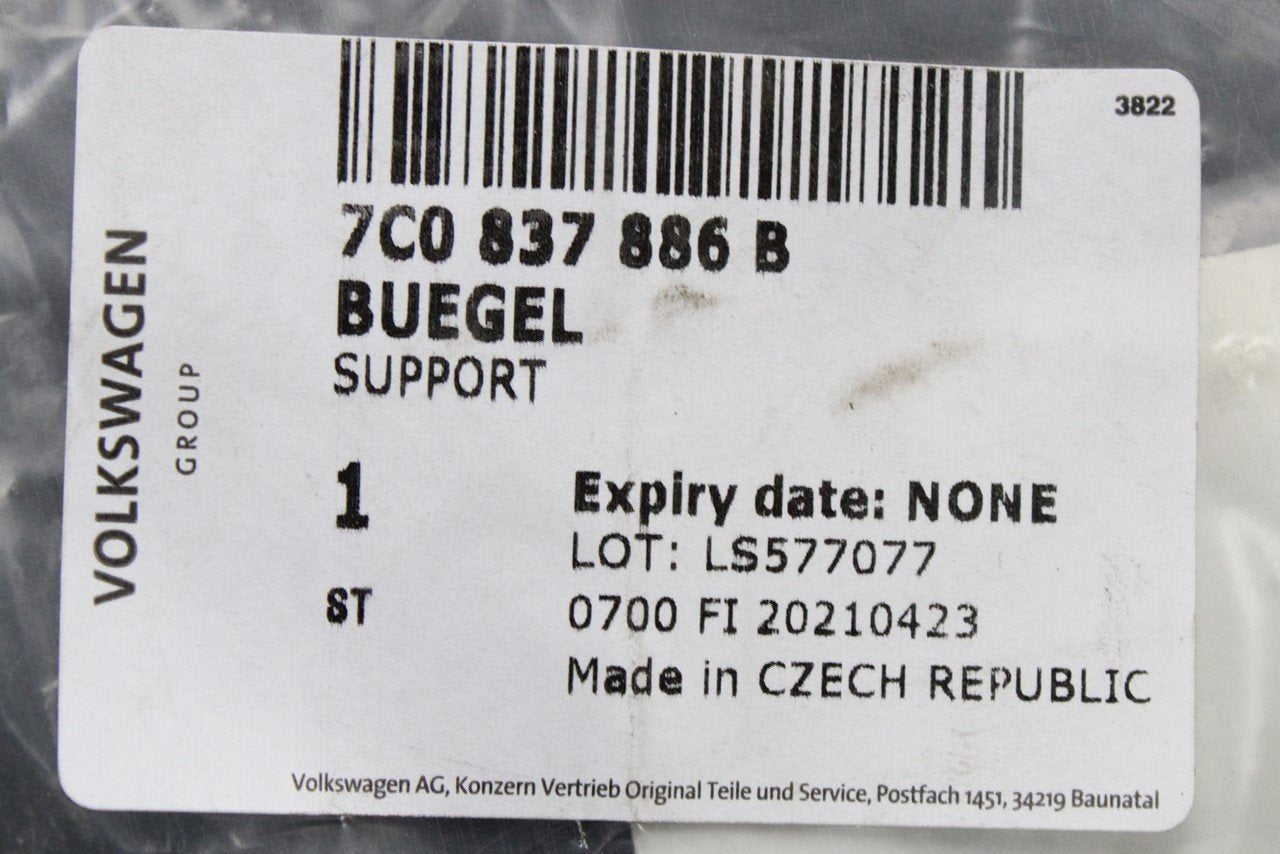 3822
7C0 837 886 B
BUEGEL
SUPPORT
VOLKSWAGEN
GROUP
1
Expiry date: NONE
LOT: LS577077
ST
0700 FI 20210423
Made in CZECH REPUBLIC
Volkswagen AG, Konzern Vertrieb Original Teile und Service, Postfach 1451, 34219 Baunatal